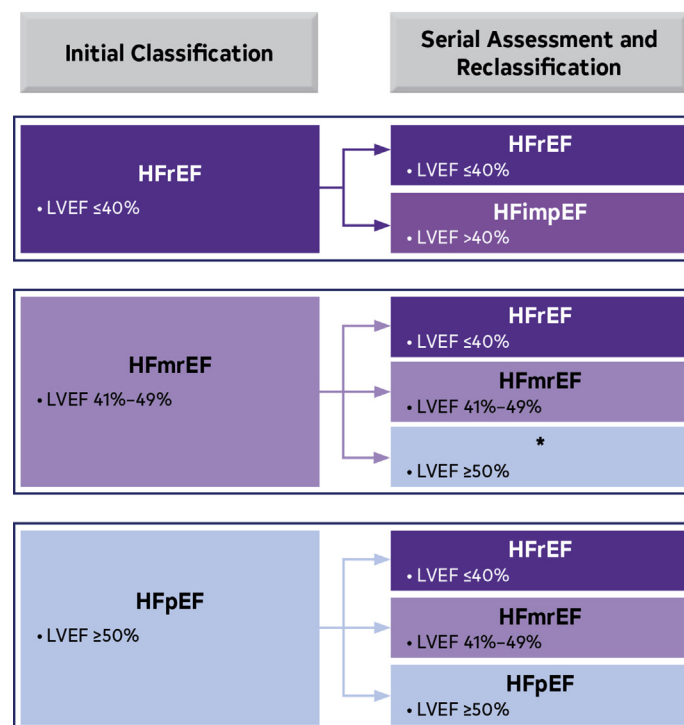 Initial Classification
Serial Assessment and
Reclassification
HFrEF
• LVEF ≤40%
HFrEF
• LVEF ≤40%
HFimpEF
• LVEF >40%
HFmrEF
• LVEF 41%–49%
HFrEF
• LVEF ≤40%
HFmrEF
• LVEF 41%–49%
*
• LVEF ≥50%
HFpEF
• LVEF ≥50%
HFrEF
• LVEF ≤40%
HFmrEF
• LVEF 41%–49%
HFpEF
• LVEF ≥50%